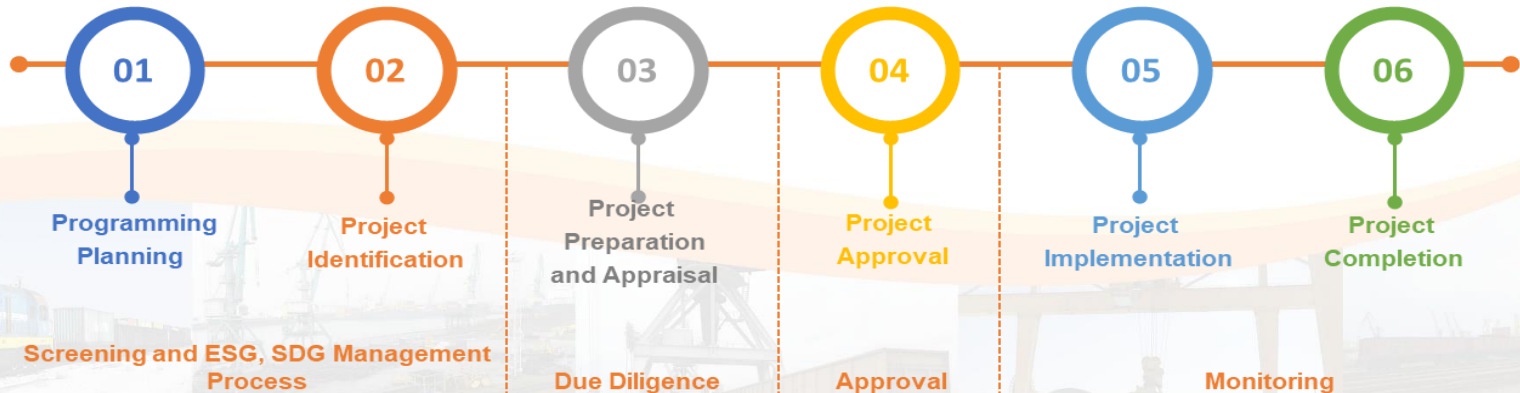 01
02
03
04
05
06
Programming
Planning
Project
Identification
Project
Preparation
and Appraisal
Project
Approval
Project
Implementation
Project
Completion
Screening and ESG, SDG Management
Process
Due Diligence
Approval
Monitoring